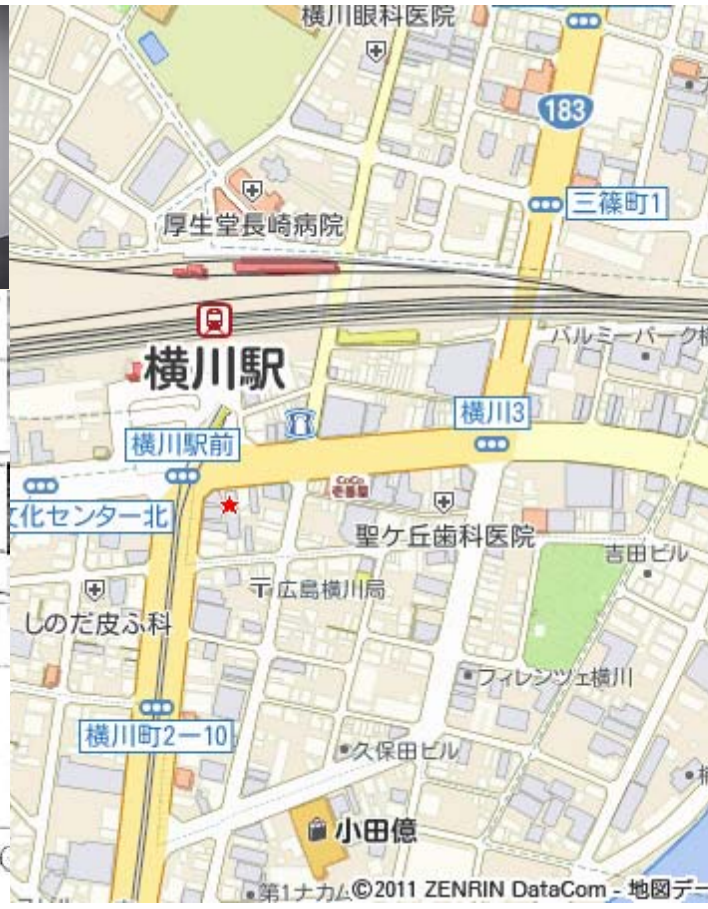 横川眼科医院
183
三篠町1
厚生堂長崎病院
パルミーパーク横
横川駅
横川3
横川駅前
CoCo
壱番屋
文化センター北
聖ケ丘歯科医院
吉田ビル
〒広島横川局
しのだ皮ふ科
フィレンツェ横川
横川町2ー10
久保田ビル
小田億
第1ナカム
©2011 ZENRIN DataCom - 地図デー